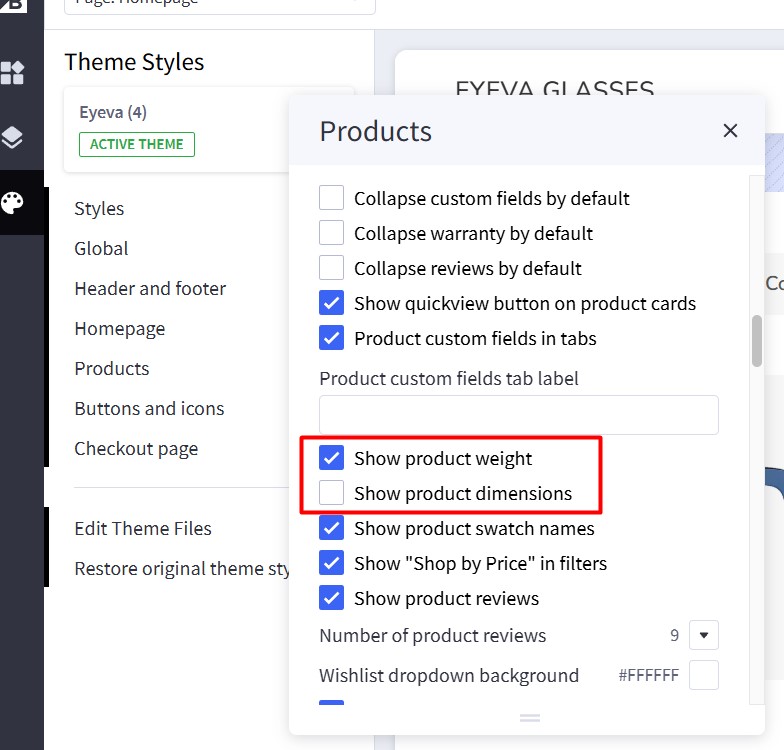 Page: Homepage
Theme Styles
Eyeva (4)
ACTIVE THEME
Styles
Global
Header and footer
Homepage
Products
Buttons and icons
Checkout page
Edit Theme Files
Restore original theme sty
EYEVA GLASSES
Products
Collapse custom fields by default
Collapse warranty by default
Collapse reviews by default
Show quickview button on product cards
Product custom fields in tabs
Product custom fields tab label
Show product weight
Show product dimensions
Show product swatch names
Show "Shop by Price" in filters
Show product reviews
Number of product reviews 9
Wishlist dropdown background #FFFFFF
Co